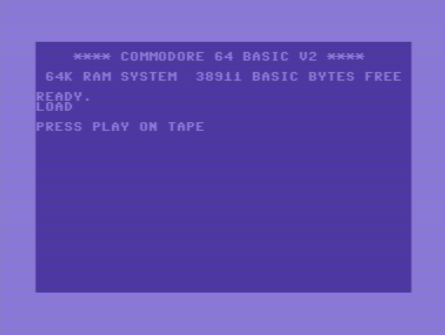 **** COMMODORE 64 BASIC V2 ****
64K RAM SYSTEM  38911 BASIC BYTES FREE
READY.
LOAD
PRESS PLAY ON TAPE